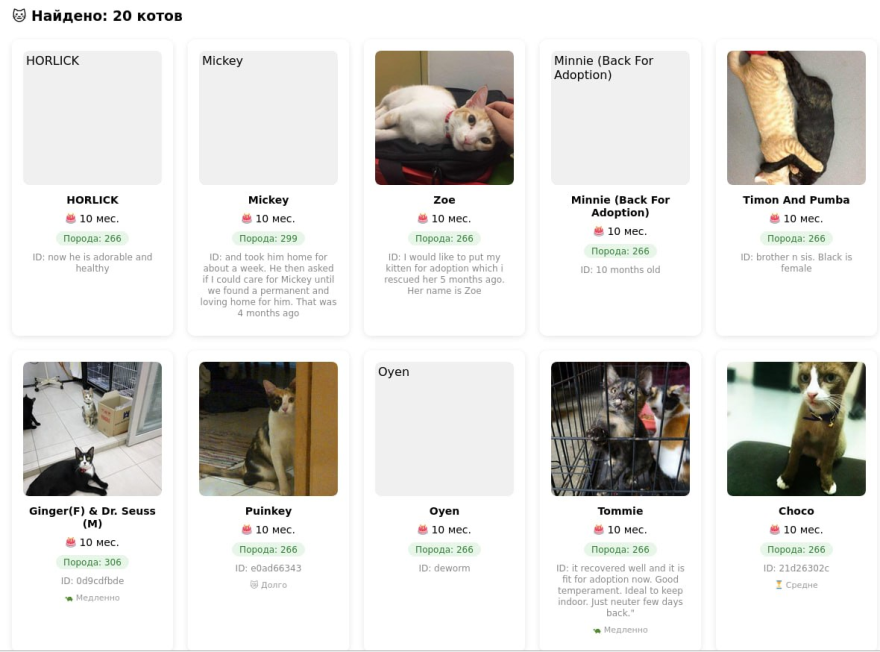 🐱 Найдено: 20 котов
HORLICK
Mickey
Minnie (Back For
Adoption)
HORLICK
🎂 10 мес.
Порода: 266
ID: now he is adorable and
healthy
Mickey
🎂 10 мес.
Порода: 299
ID: and took him home for
about a week. He then asked
if I could care for Mickey until
we found a permanent and
loving home for him. That was
4 months ago
Zoe
🎂 10 мес.
Порода: 266
ID: I would like to put my
kitten for adoption which i
rescued her 5 months ago.
Her name is Zoe
Minnie (Back For
Adoption)
🎂 10 мес.
Порода: 266
ID: 10 months old
Timon And Pumba
🎂 10 мес.
Порода: 266
ID: brother n sis. Black is
female
Oyen
Ginger(F) & Dr. Seuss
(M)
🎂 10 мес.
Порода: 306
ID: 0d9cdfbde
🐢 Медленно
Puinkey
🎂 10 мес.
Порода: 266
ID: e0ad66343
😿 Долго
Oyen
🎂 10 мес.
Порода: 266
ID: deworm
Tommie
🎂 10 мес.
Порода: 266
ID: it recovered well and it is
fit for adoption now. Good
temperament. Ideal to keep
indoor. Just neuter few days
back."
🐢 Медленно
Choco
🎂 10 мес.
Порода: 266
ID: 21d26302c
⏳ Средне